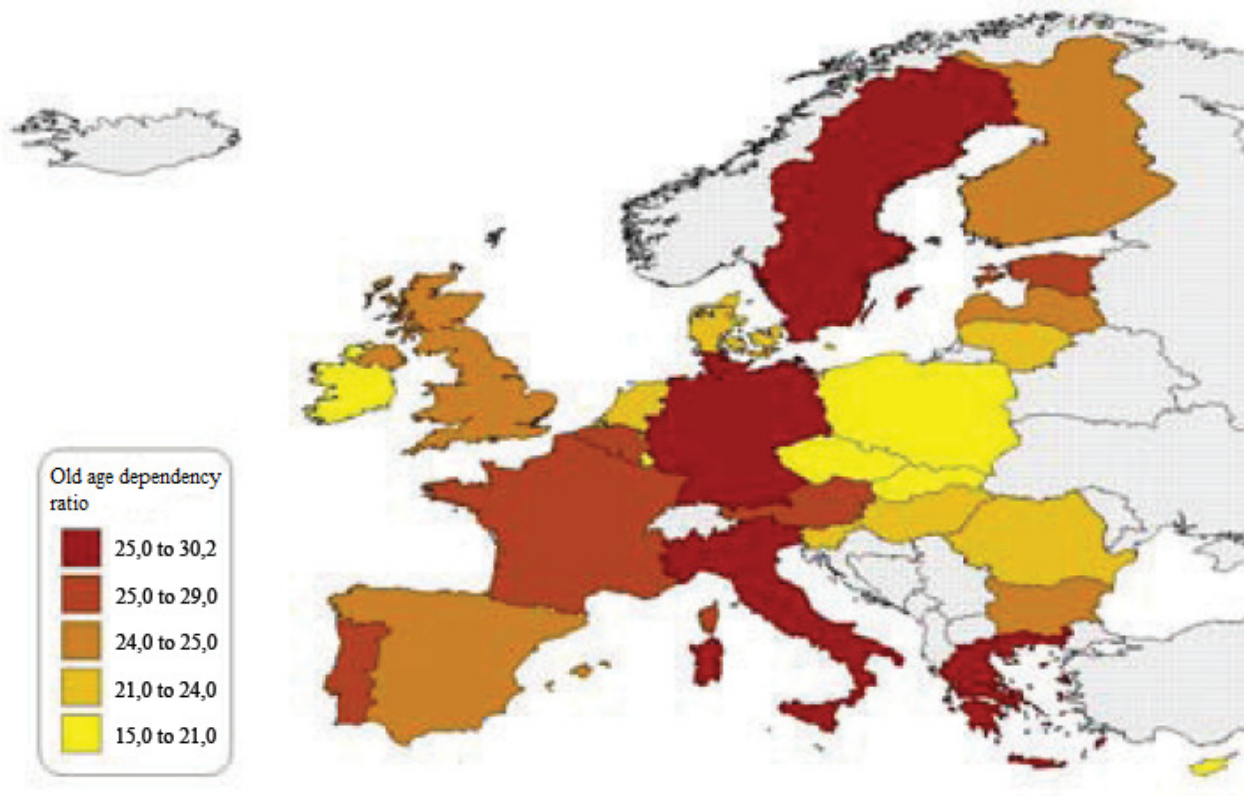 Old age dependency
ratio
25,0 to 30,2
25,0 to 29,0
24,0 to 25,0
21,0 to 24,0
15,0 to 21,0